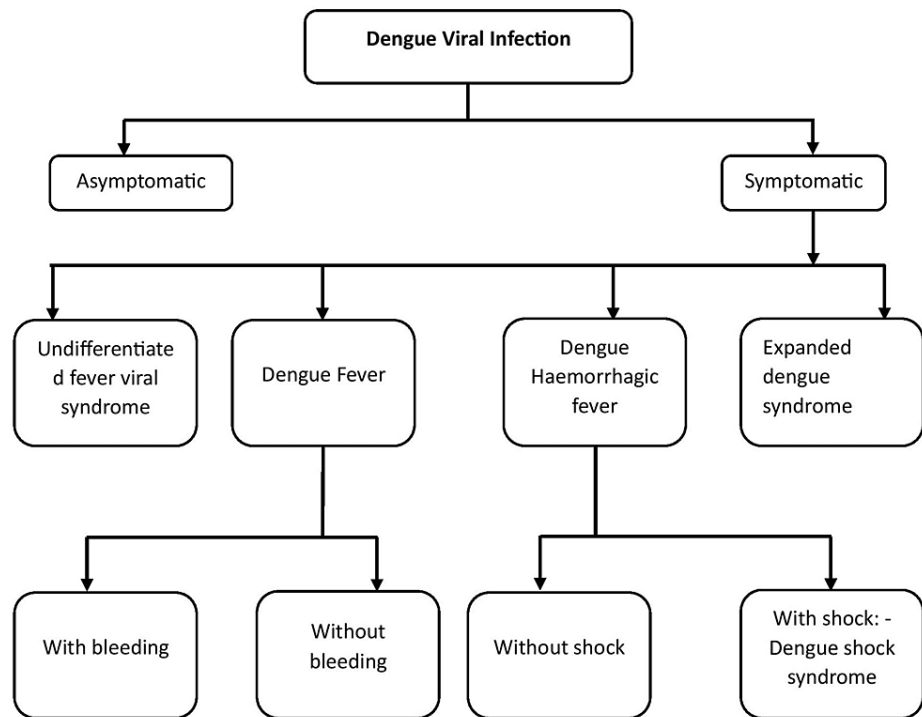 Dengue Viral Infection
Asymptomatic
Symptomatic
Undifferentiate
d fever viral
syndrome
Dengue Fever
Dengue
Haemorrhagic
fever
Expanded
dengue
syndrome
With bleeding
Without
bleeding
Without shock
With shock: -
Dengue shock
syndrome